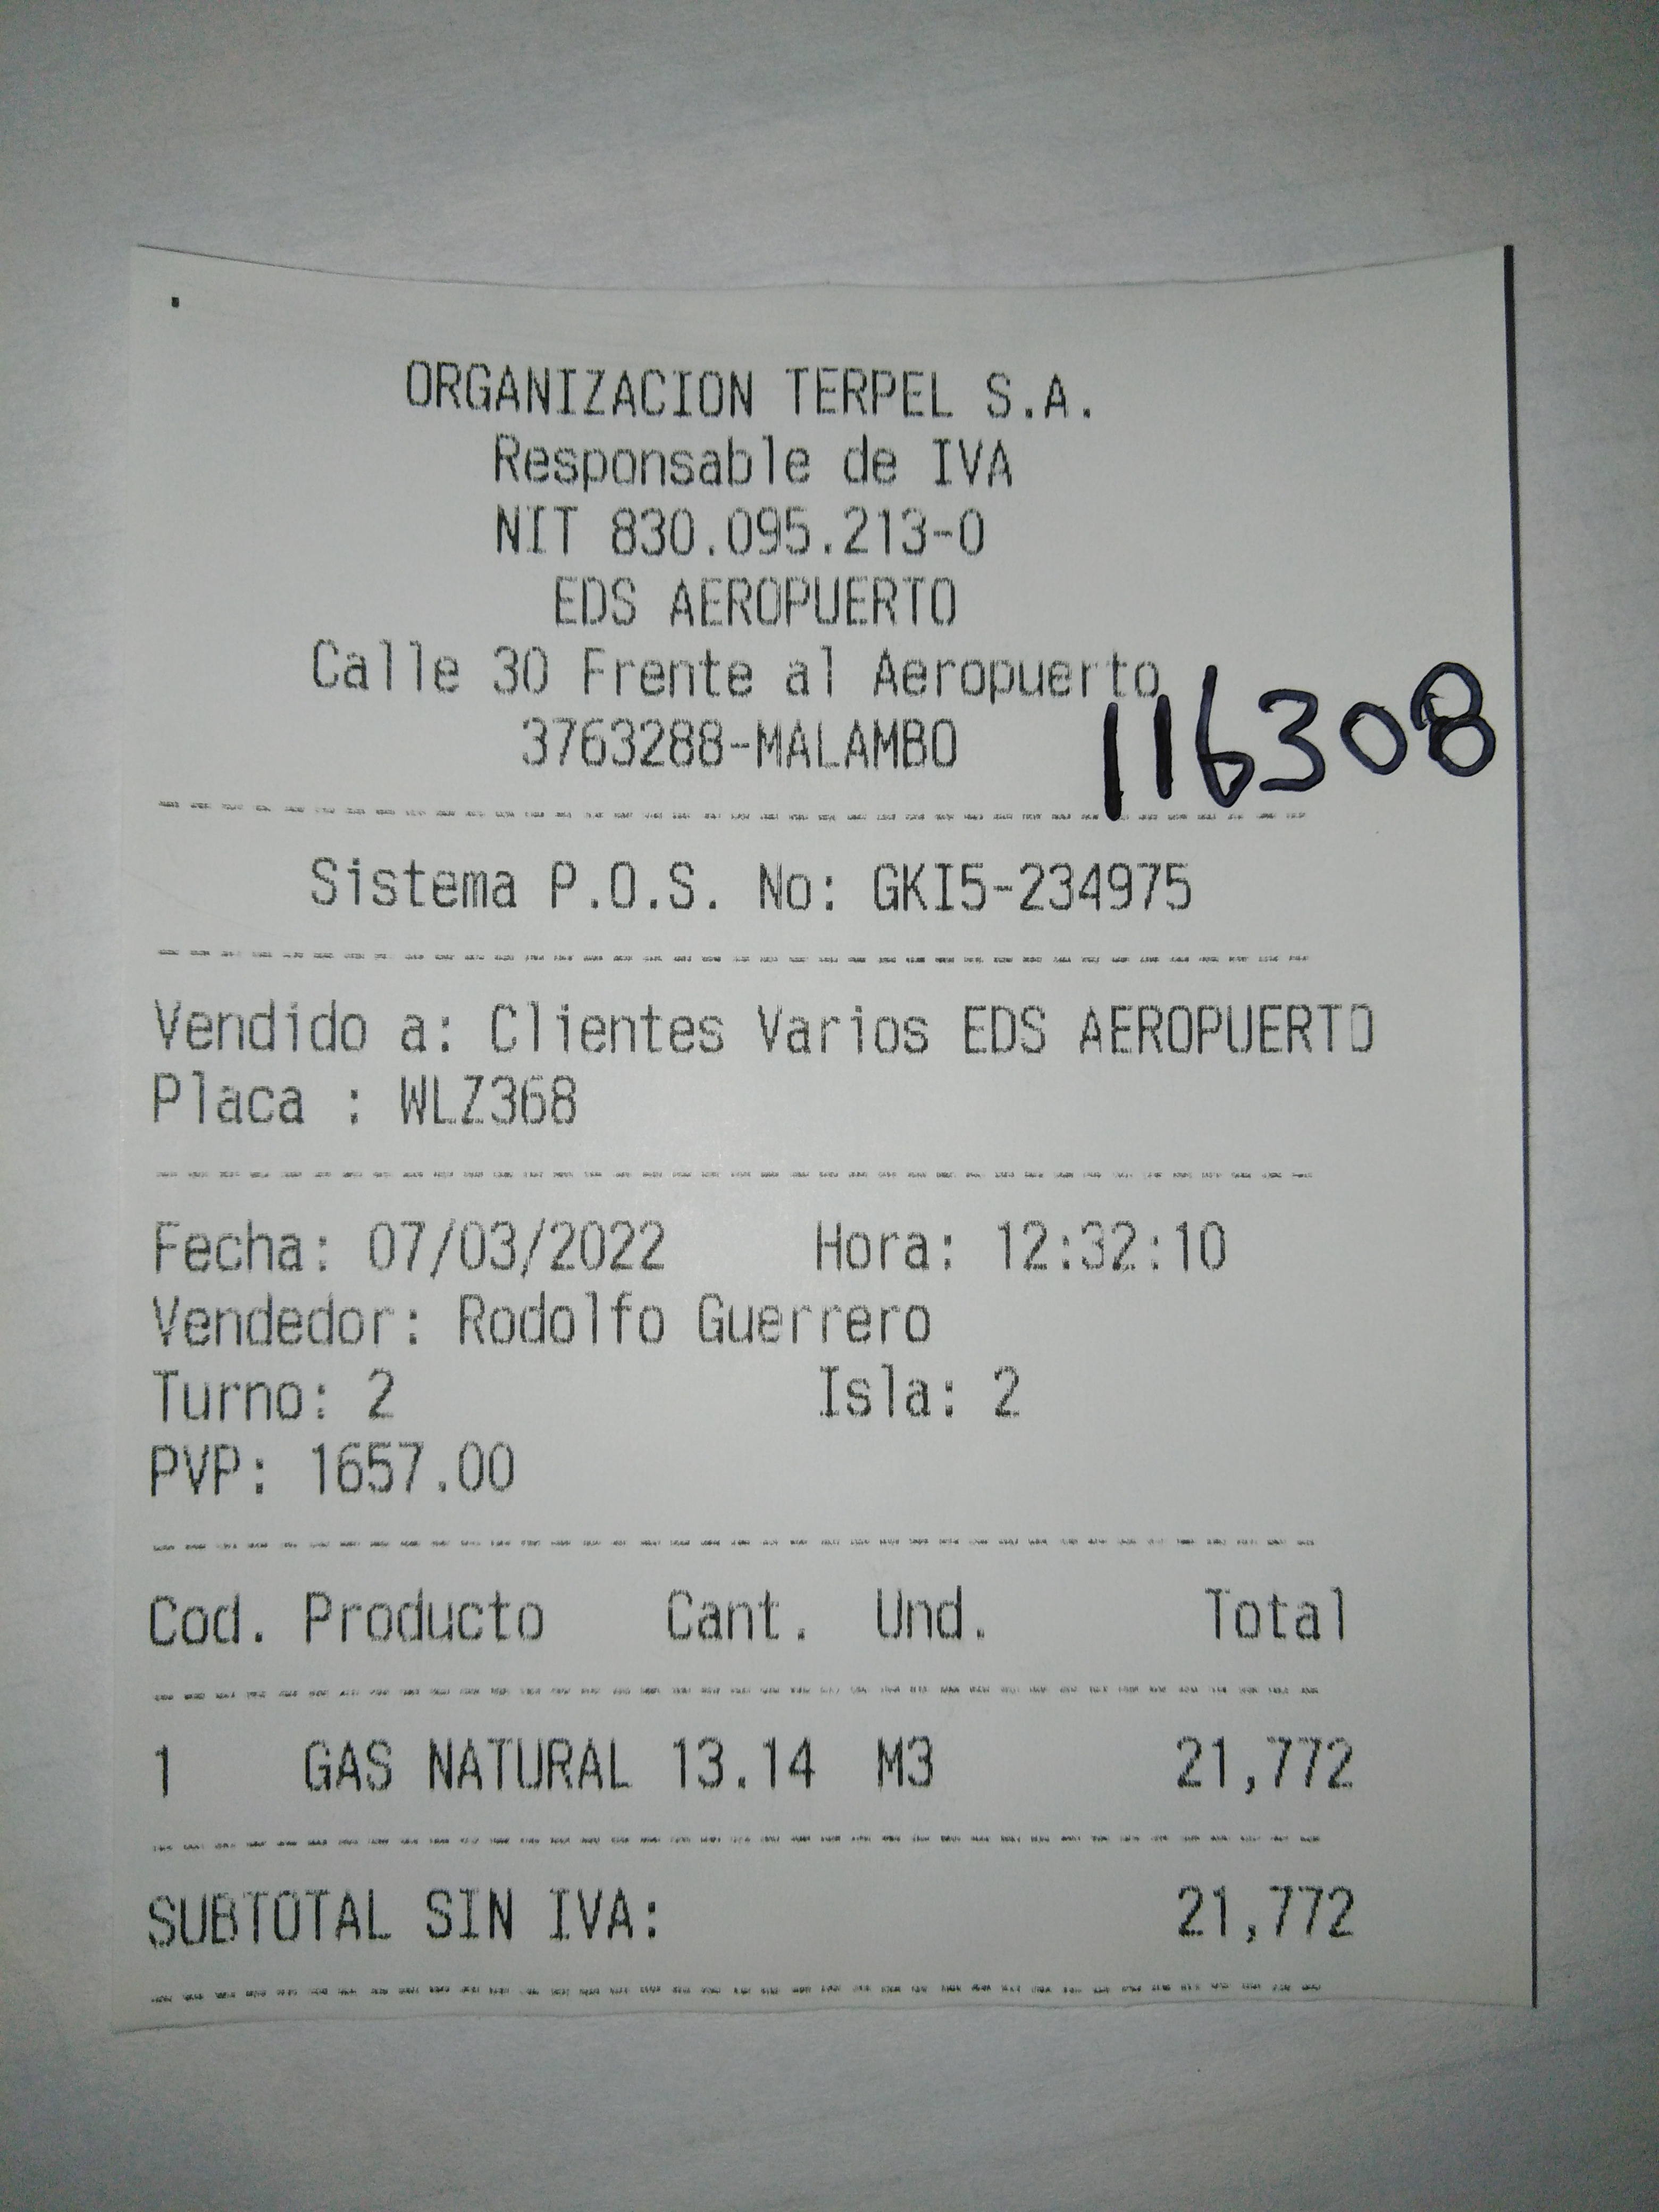 ORGANIZACION TERPEL S.A.
Responsable de IVA
NIT 830.095.213-0
EDS AEROPUERTO
Calle 30 Frente al Aeropuerto
3763288-MALAMBO
116308
Sistema P.O.S. No: GKI5-234975
Vendido a: Clientes Varios EDS AEROPUERTO
Placa : WLZ368
Fecha: 07/03/2022 Hora: 12:32:10
Vendedor: Rodolfo Guerrero
Turno: 2 Isla: 2
PVP: 1657.00
Cod. Producto Cant. Und. Total
1 GAS NATURAL 13.14 M3 21,772
SUBTOTAL SIN IVA: 21,772